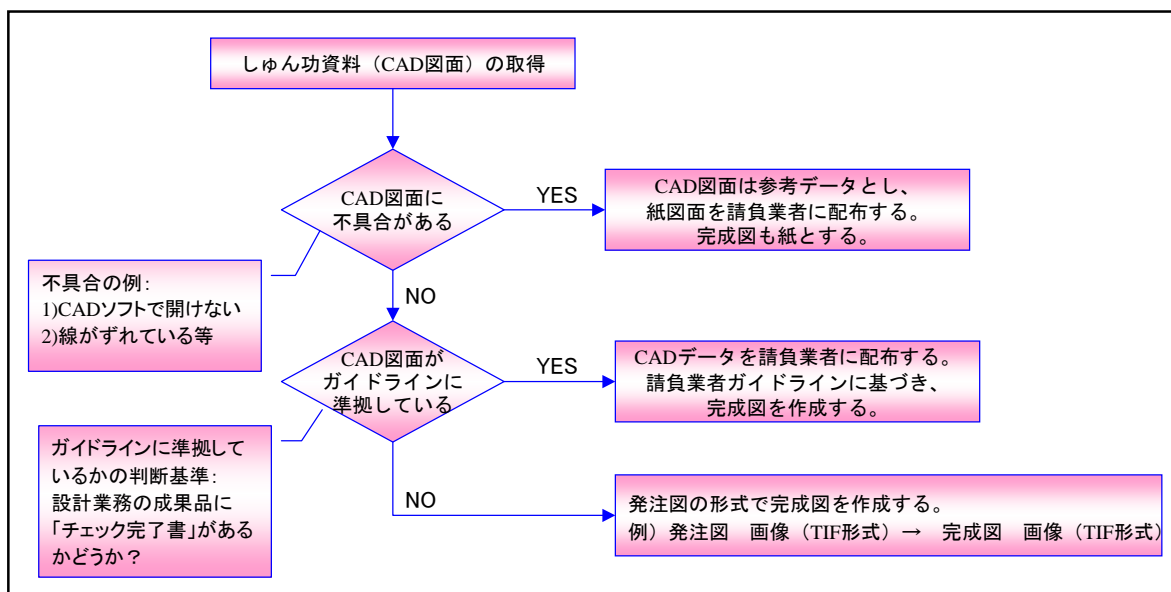 しゅん功資料（CAD図面）の取得
CAD図面に
不具合がある
YES
CAD図面は参考データとし、
紙図面を請負業者に配布する。
完成図も紙とする。
不具合の例：
1)CADソフトで開けない
2)線がずれている等
NO
CAD図面が
ガイドラインに
準拠している
YES
CADデータを請負業者に配布する。
請負業者ガイドラインに基づき、
完成図を作成する。
ガイドラインに準拠して
いるかの判断基準：
設計業務の成果品に
「チェック完了書」がある
かどうか？
NO
発注図の形式で完成図を作成する。
例）発注図　画像（TIF形式）→　完成図　画像（TIF形式）